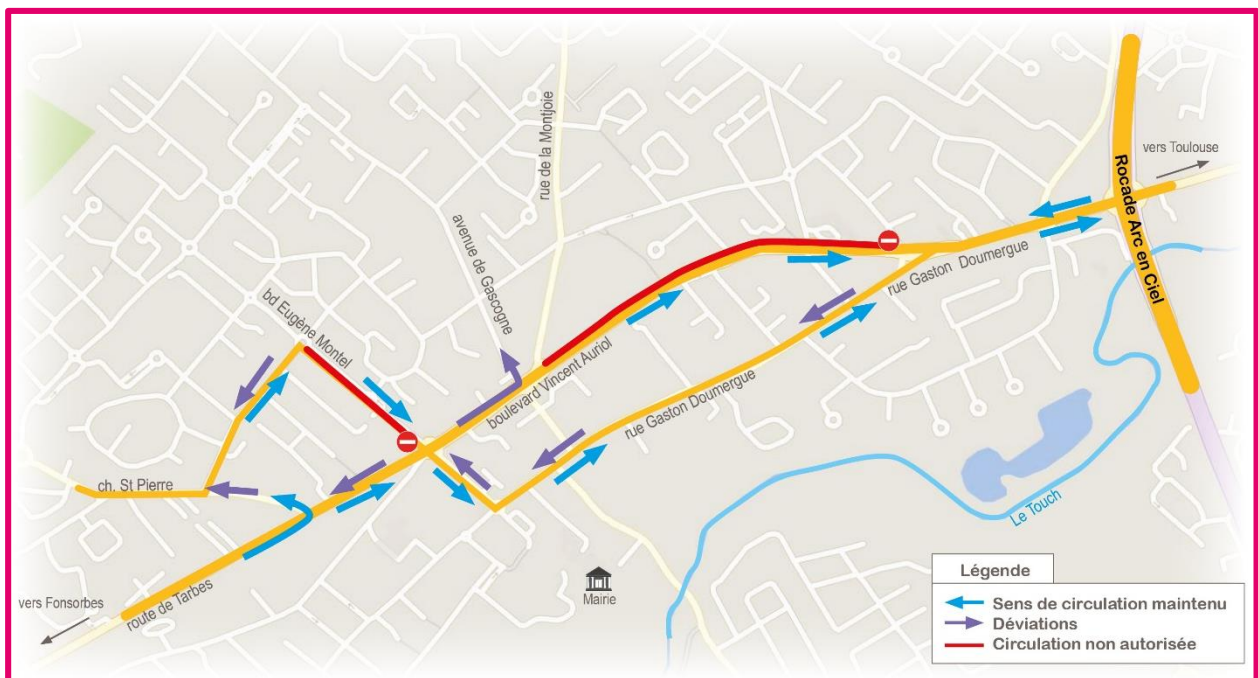 rue de la Montjoie
vers Toulouse
Rocade Arc en Ciel
avenue de Gascogne
rue Gaston Doumergue
bd Eugène Montel
boulevard Vincent Auriol
rue Gaston Doumergue
ch. St Pierre
Le Touch
route de Tarbes
vers Fonsorbes
Mairie
Légende
Sens de circulation maintenu
Déviations
Circulation non autorisée